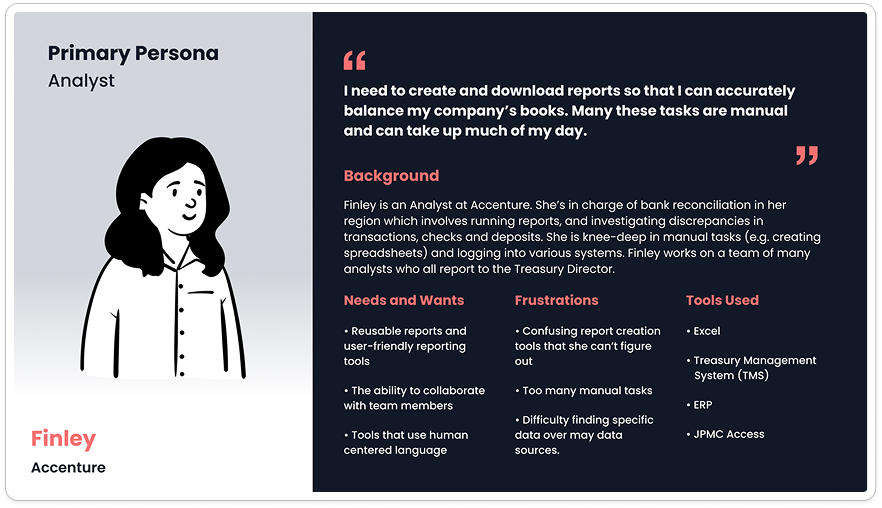 Primary Persona
Analyst
Finley
Accenture
“
I need to create and download reports so that I can accurately
balance my company’s books. Many these tasks are manual
and can take up much of my day.
”
Background
Finley is an Analyst at Accenture. She’s in charge of bank reconciliation in her
region which involves running reports, and investigating discrepancies in
transactions, checks and deposits. She is knee-deep in manual tasks (e.g. creating
spreadsheets) and logging into various systems. Finley works on a team of many
analysts who all report to the Treasury Director.
Needs and Wants
• Reusable reports and
user-friendly reporting
tools
• The ability to collaborate
with team members
• Tools that use human
centered language
Frustrations
• Confusing report creation
tools that she can’t figure
out
• Too many manual tasks
• Difficulty finding specific
data over may data
sources.
Tools Used
• Excel
• Treasury Management
System (TMS)
• ERP
• JPMC Access